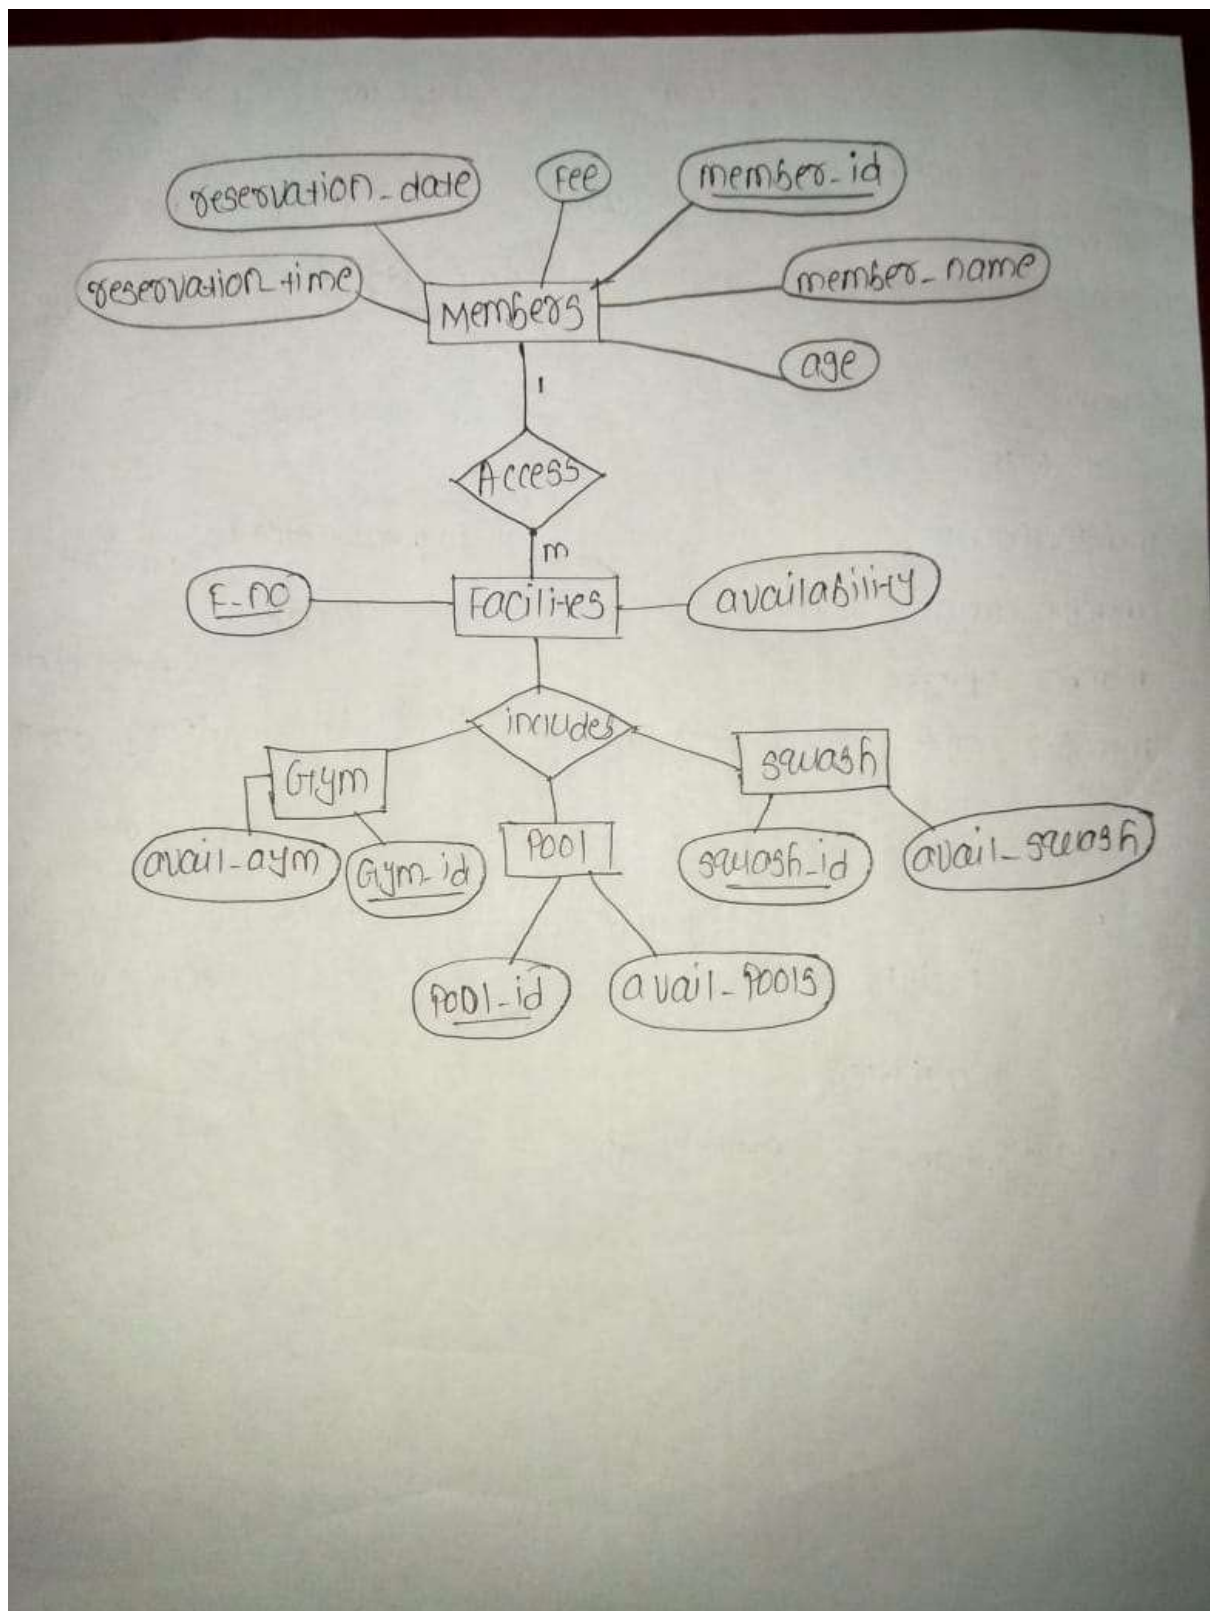 reservation_date
Fee
member_id
reservation_time
member_name
Members
age
1
Access
m
F_no
Facilities
availability
includes
Gym
squash
avail_gym
Gym_id
Pool
squash_id
avail_squash
Pool_id
avail_Pools